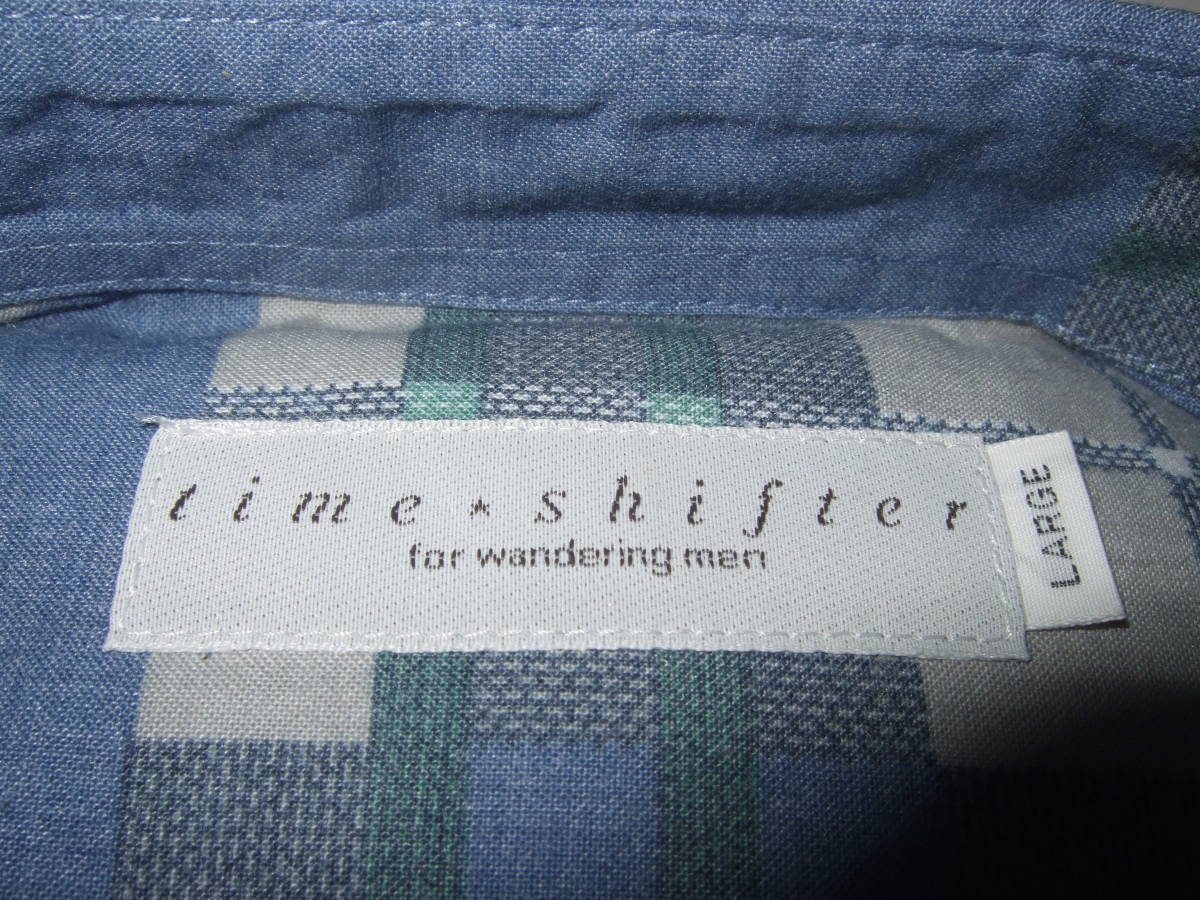 time★shifter
for wandering men
LARGE